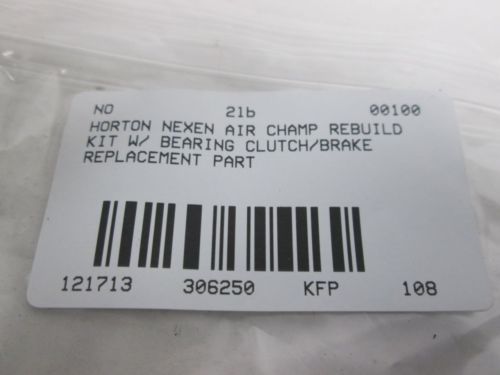 NO 21b 00100
HORTON NEXEN AIR CHAMP REBUILD
KIT W/ BEARING CLUTCH/BRAKE
REPLACEMENT PART
121713 306250 KFP 108